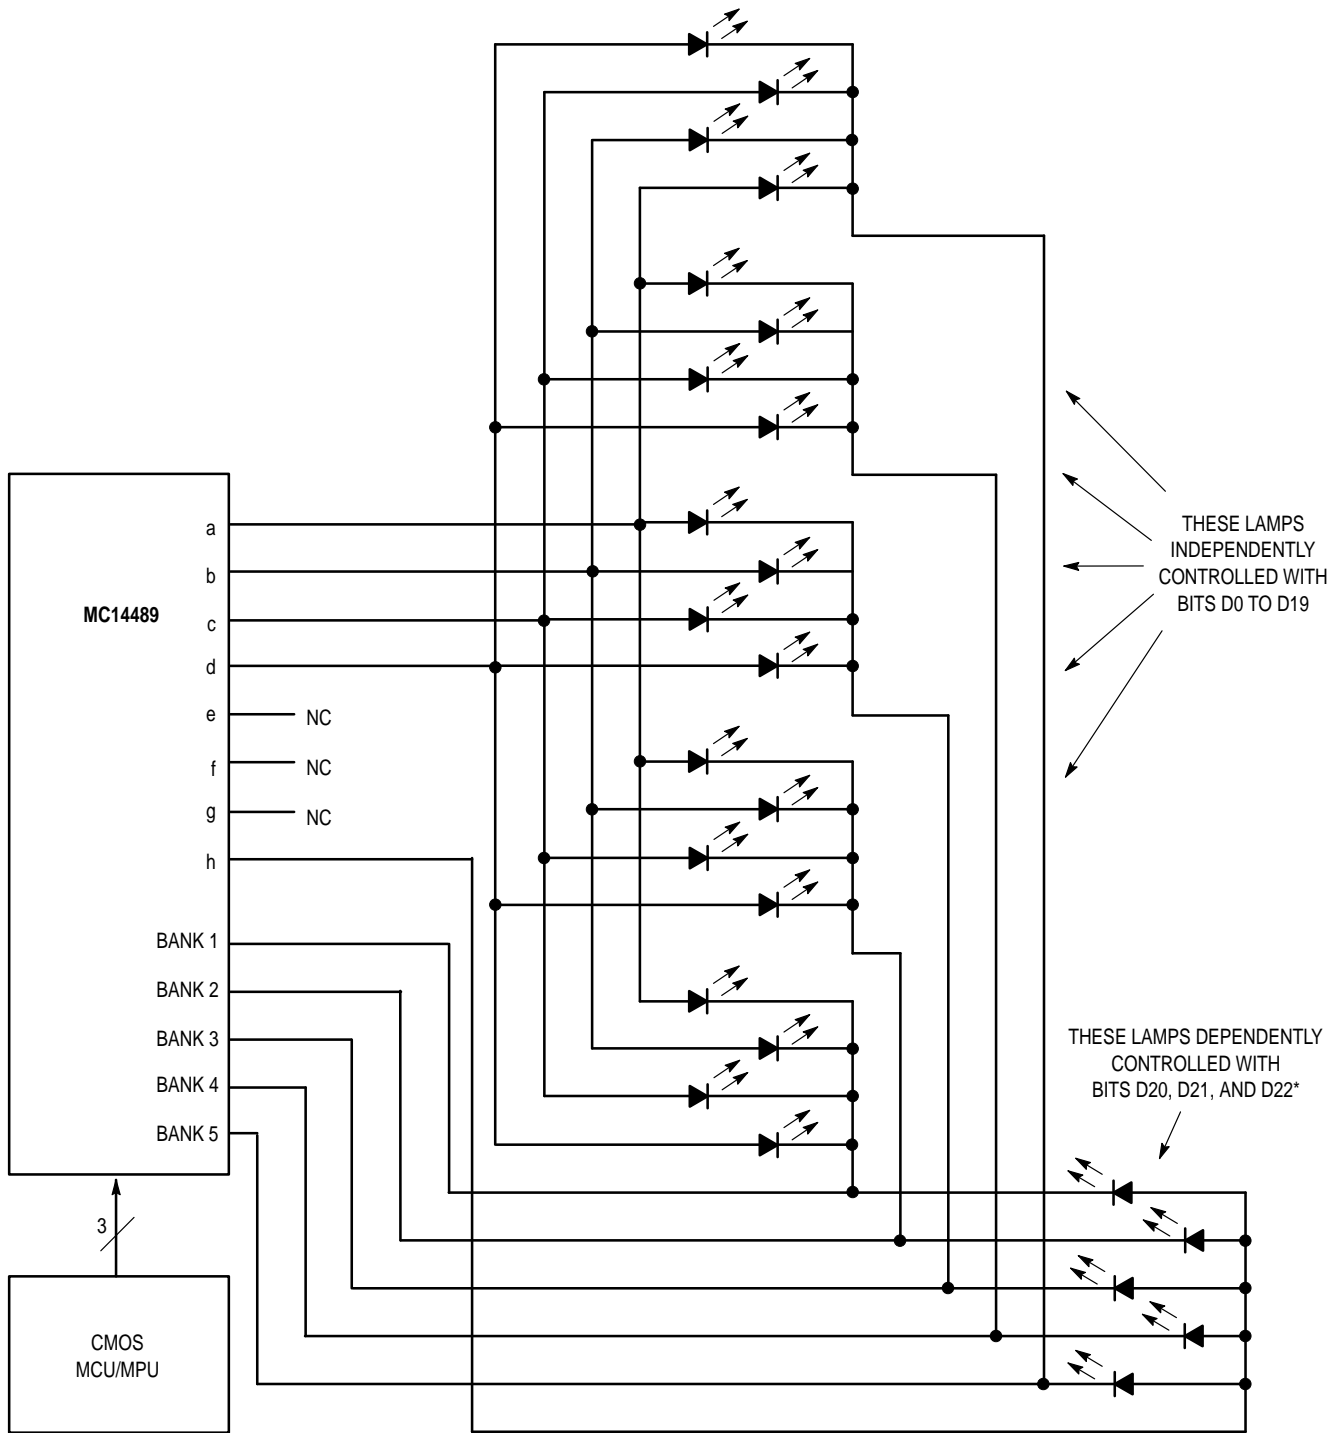 MC14489
a
b
c
d
e
f
g
h
NC
NC
NC
BANK 1
BANK 2
BANK 3
BANK 4
BANK 5
3
CMOS
MCU/MPU
THESE LAMPS
INDEPENDENTLY
CONTROLLED WITH
BITS D0 TO D19
THESE LAMPS DEPENDENTLY
CONTROLLED WITH
BITS D20, D21, AND D22*